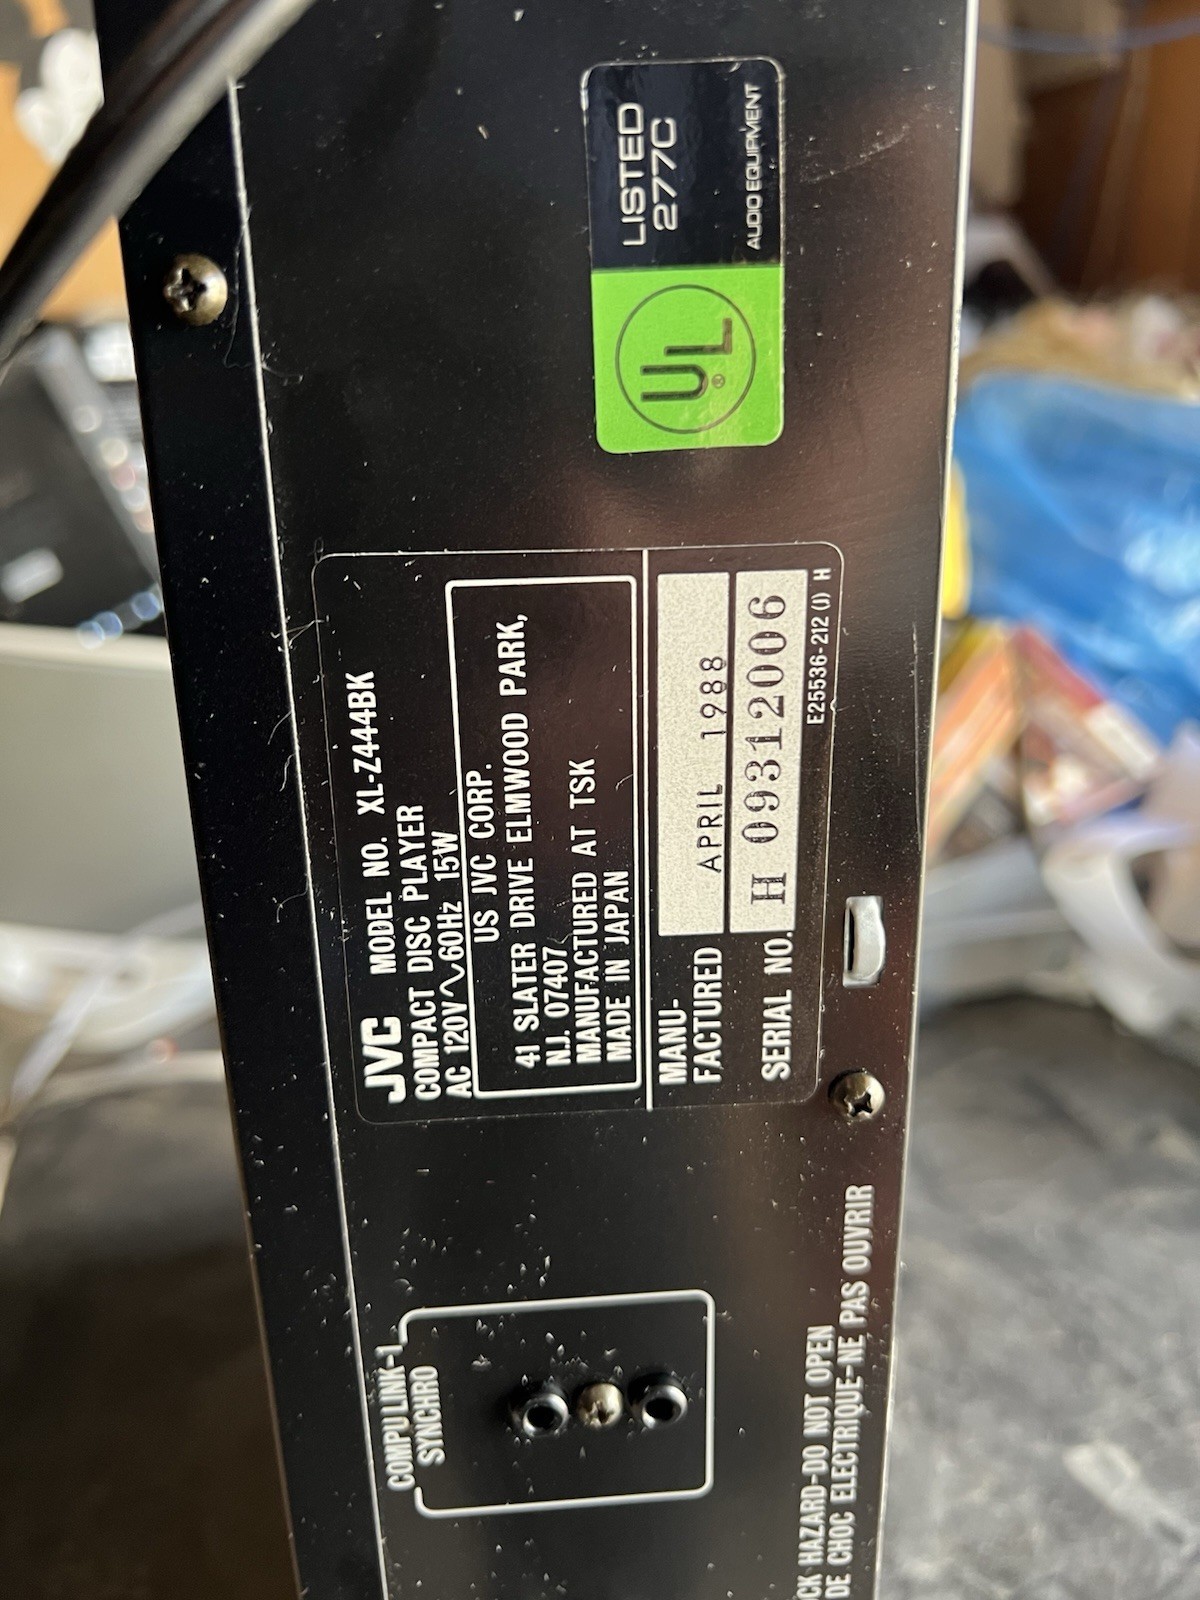 JVC MODEL NO. XL-Z444BK
COMPACT DISC PLAYER
AC 120V∿60Hz 15W
US JVC CORP.
41 SLATER DRIVE ELMWOOD PARK,
N.J. 07407
MANUFACTURED AT TSK
MADE IN JAPAN
MANU-
FACTURED
APRIL 1988
SERIAL NO. H 09312006
E25536-212 (J) H
UL®
LISTED
277C
AUDIO EQUIPMENT
COMPU LINK-1
SYNCHRO
CK HAZARD-DO NOT OPEN
DE CHOC ELECTRIQUE-NE PAS OUVRIR